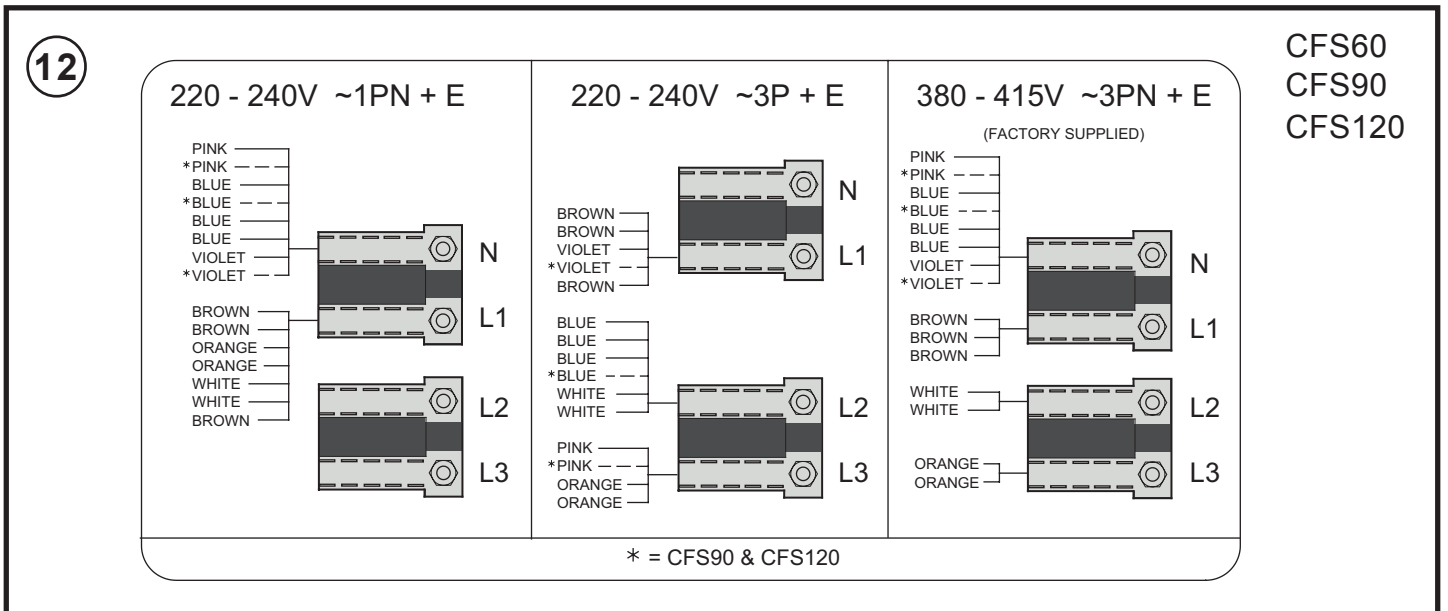 12
CFS60
CFS90
CFS120
220 - 240V ~1PN + E
PINK
*PINK
BLUE
*BLUE
BLUE
BLUE
VIOLET
*VIOLET
N
BROWN
BROWN
ORANGE
ORANGE
WHITE
WHITE
BROWN
L1
L2
L3
220 - 240V ~3P + E
N
BROWN
BROWN
VIOLET
*VIOLET
BROWN
L1
BLUE
BLUE
BLUE
*BLUE
WHITE
WHITE
L2
PINK
*PINK
ORANGE
ORANGE
L3
380 - 415V ~3PN + E
(FACTORY SUPPLIED)
PINK
*PINK
BLUE
*BLUE
BLUE
BLUE
VIOLET
*VIOLET
N
BROWN
BROWN
BROWN
L1
WHITE
WHITE
L2
ORANGE
ORANGE
L3
* = CFS90 & CFS120